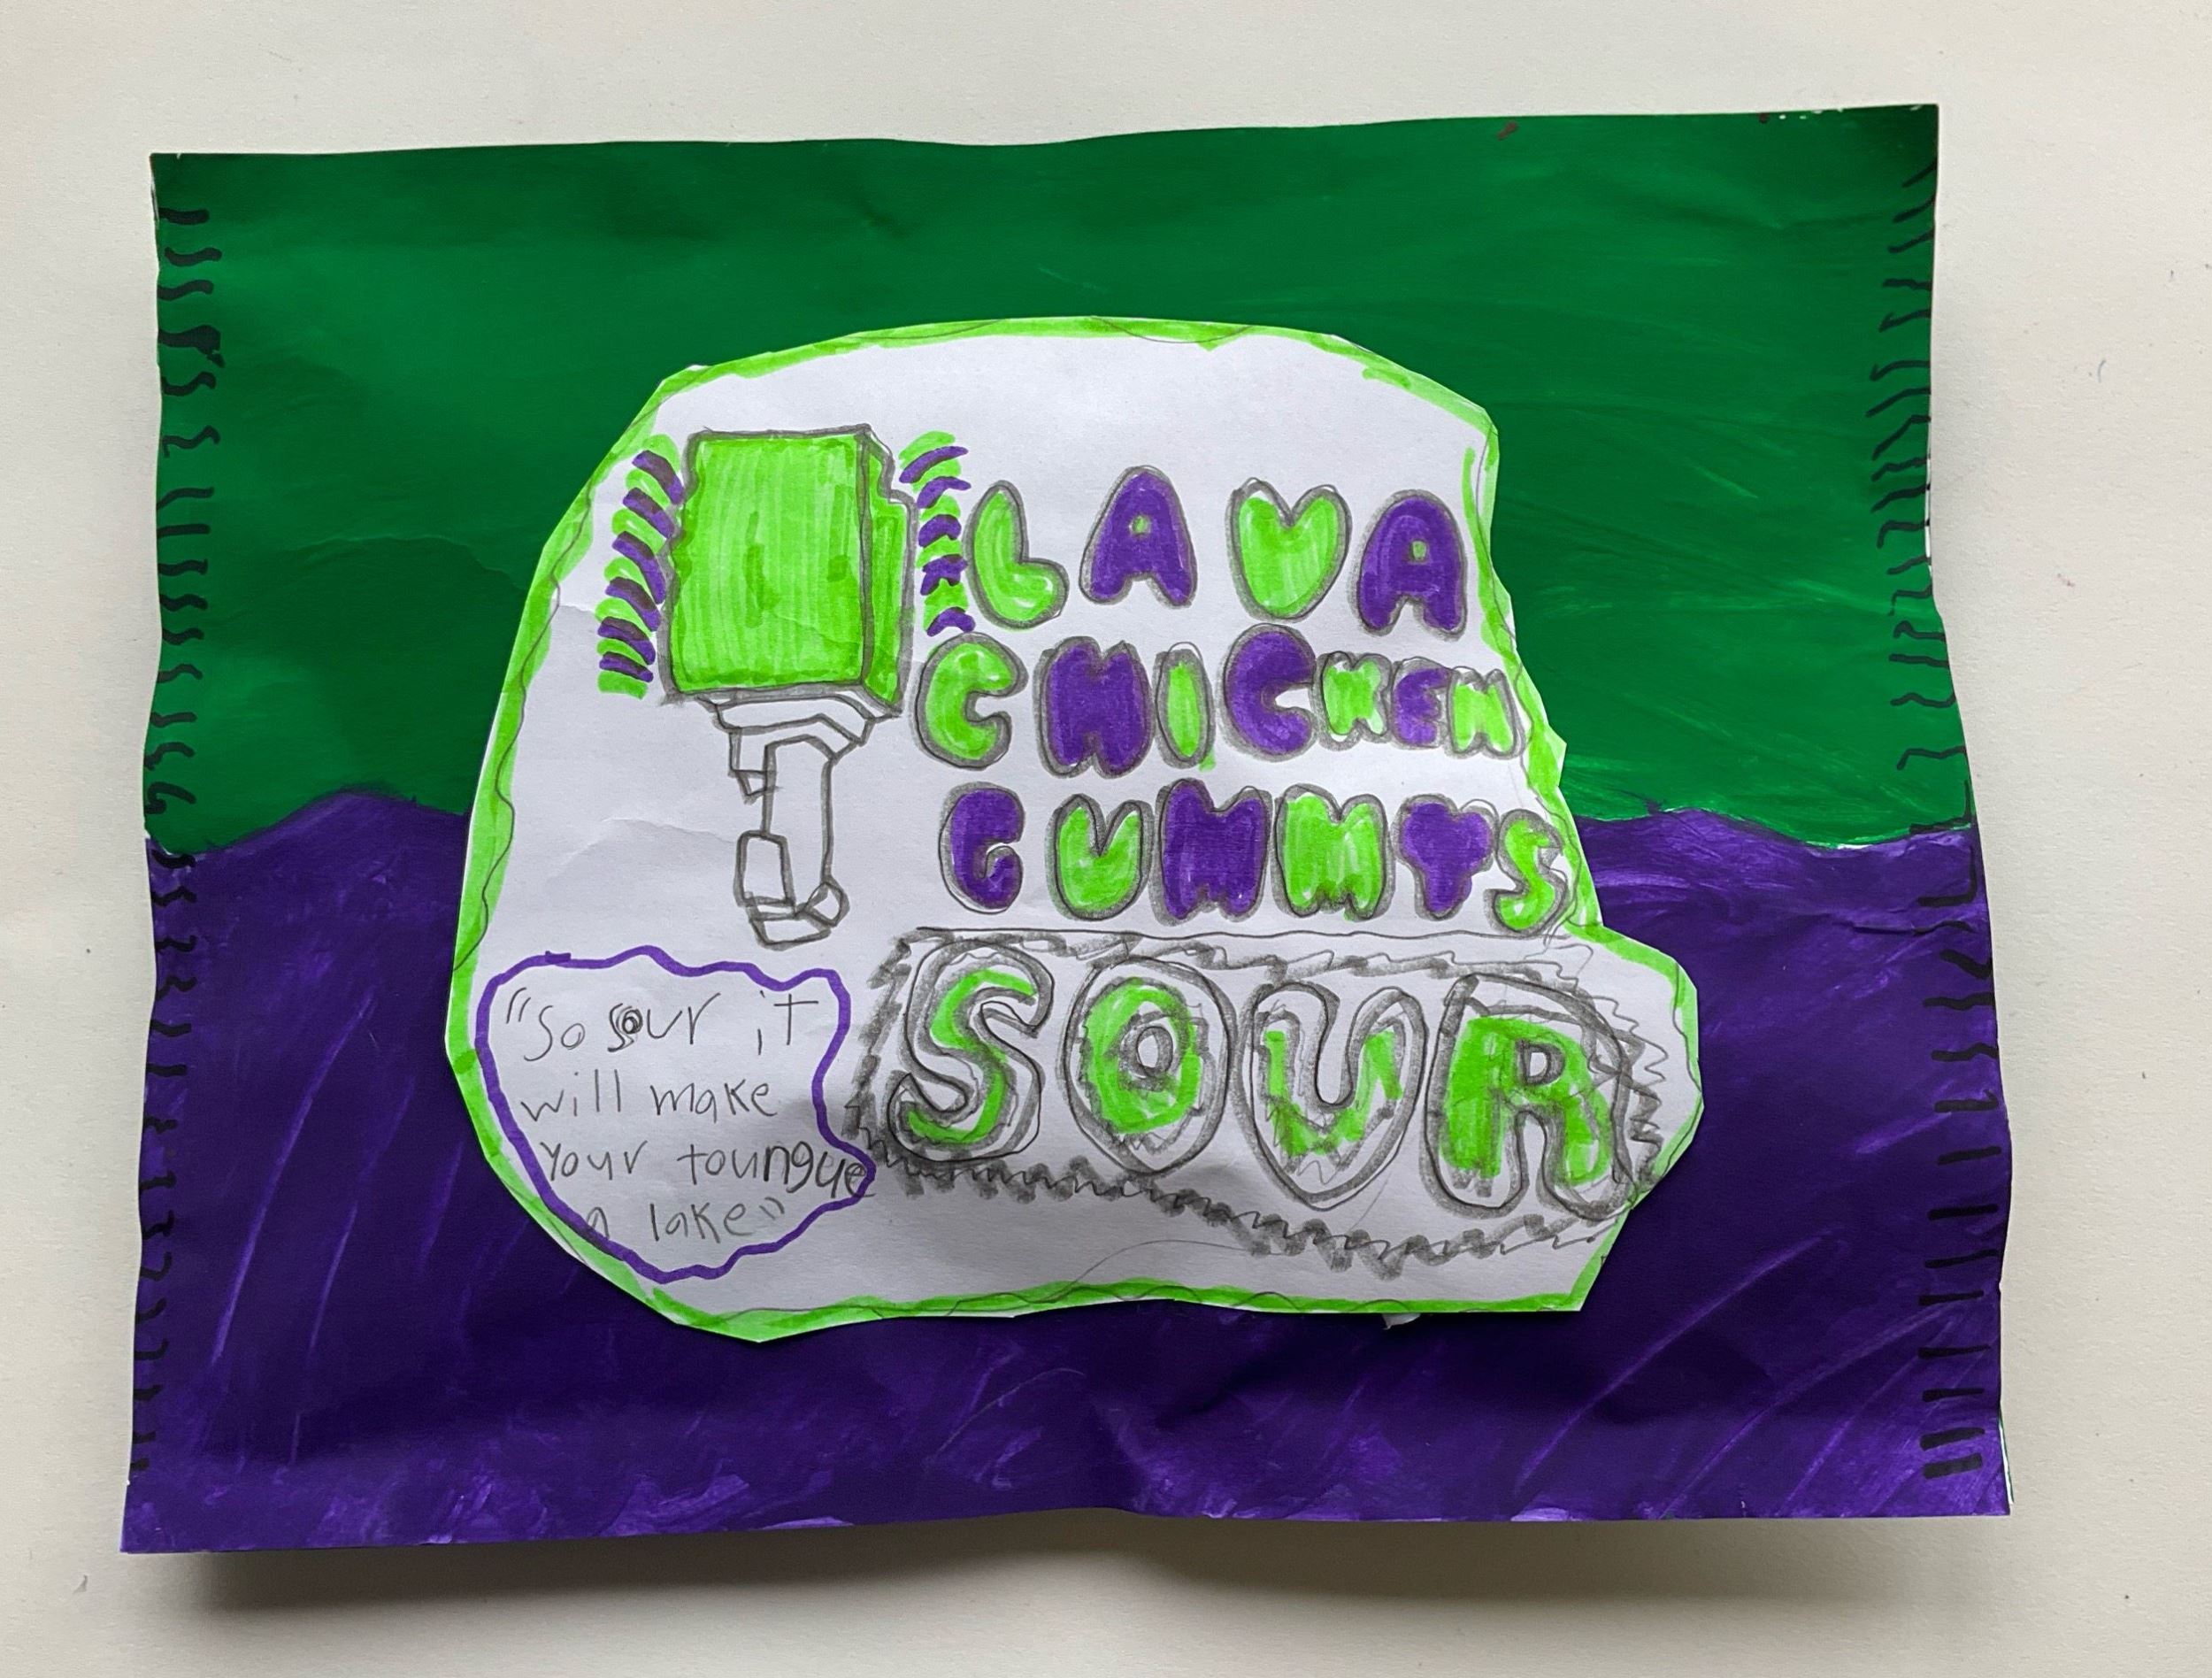 LAVA
CHICKEN
GUMMYS
SOUR
"So sour it
will make
your toungue
a lake"